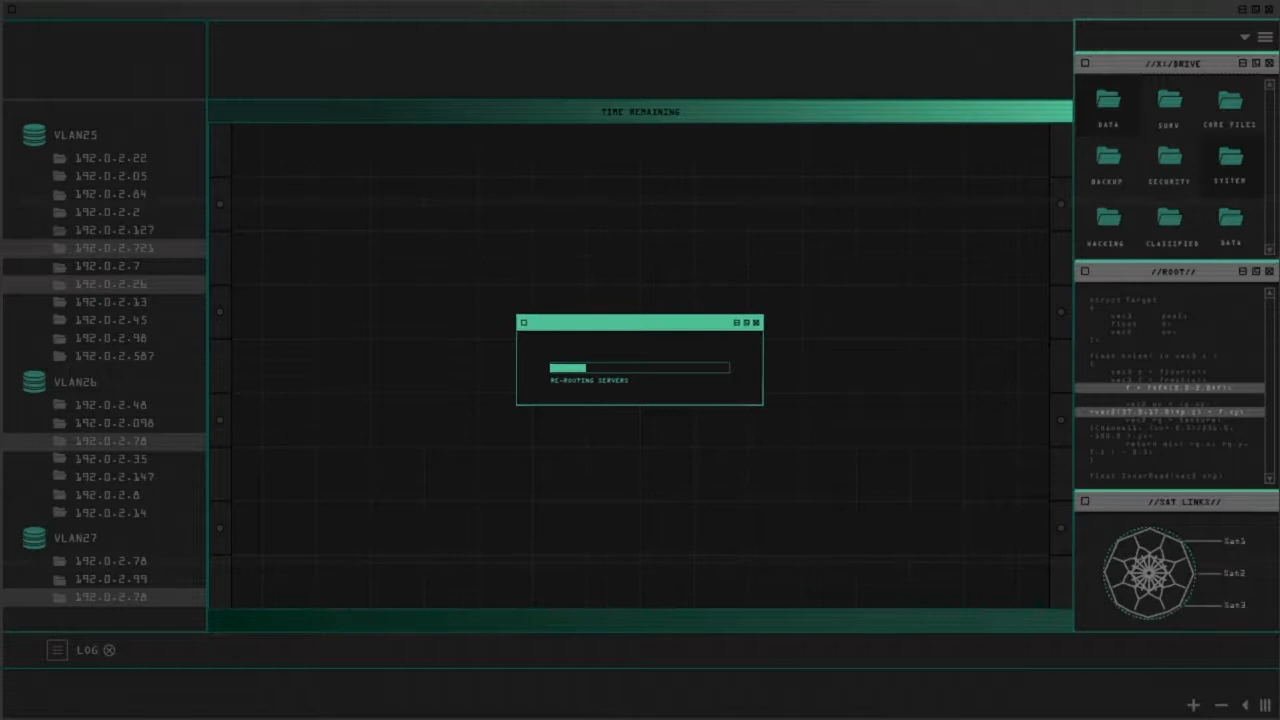 TIME REMAINING
VLAN25
192.0.2.22
192.0.2.05
192.0.2.64
192.0.2.2
192.0.2.127
192.0.2.721
192.0.2.7
192.0.2.26
192.0.2.13
192.0.2.45
192.0.2.98
192.0.2.587
VLAN26
192.0.2.48
192.0.2.098
192.0.2.78
192.0.2.35
192.0.2.147
192.0.2.8
192.0.2.14
VLAN27
192.0.2.78
192.0.2.99
192.0.2.78
LOG
RE-ROUTING SERVERS
//X:/DRIVE
DATA
SURV
CORE FILES
BACKUP
SECURITY
SYSTEM
HACKING
CLASSIFIED
DATA
//ROOT//
struct Target
{
//SAT LINKS//
Sat1
Sat2
Sat3